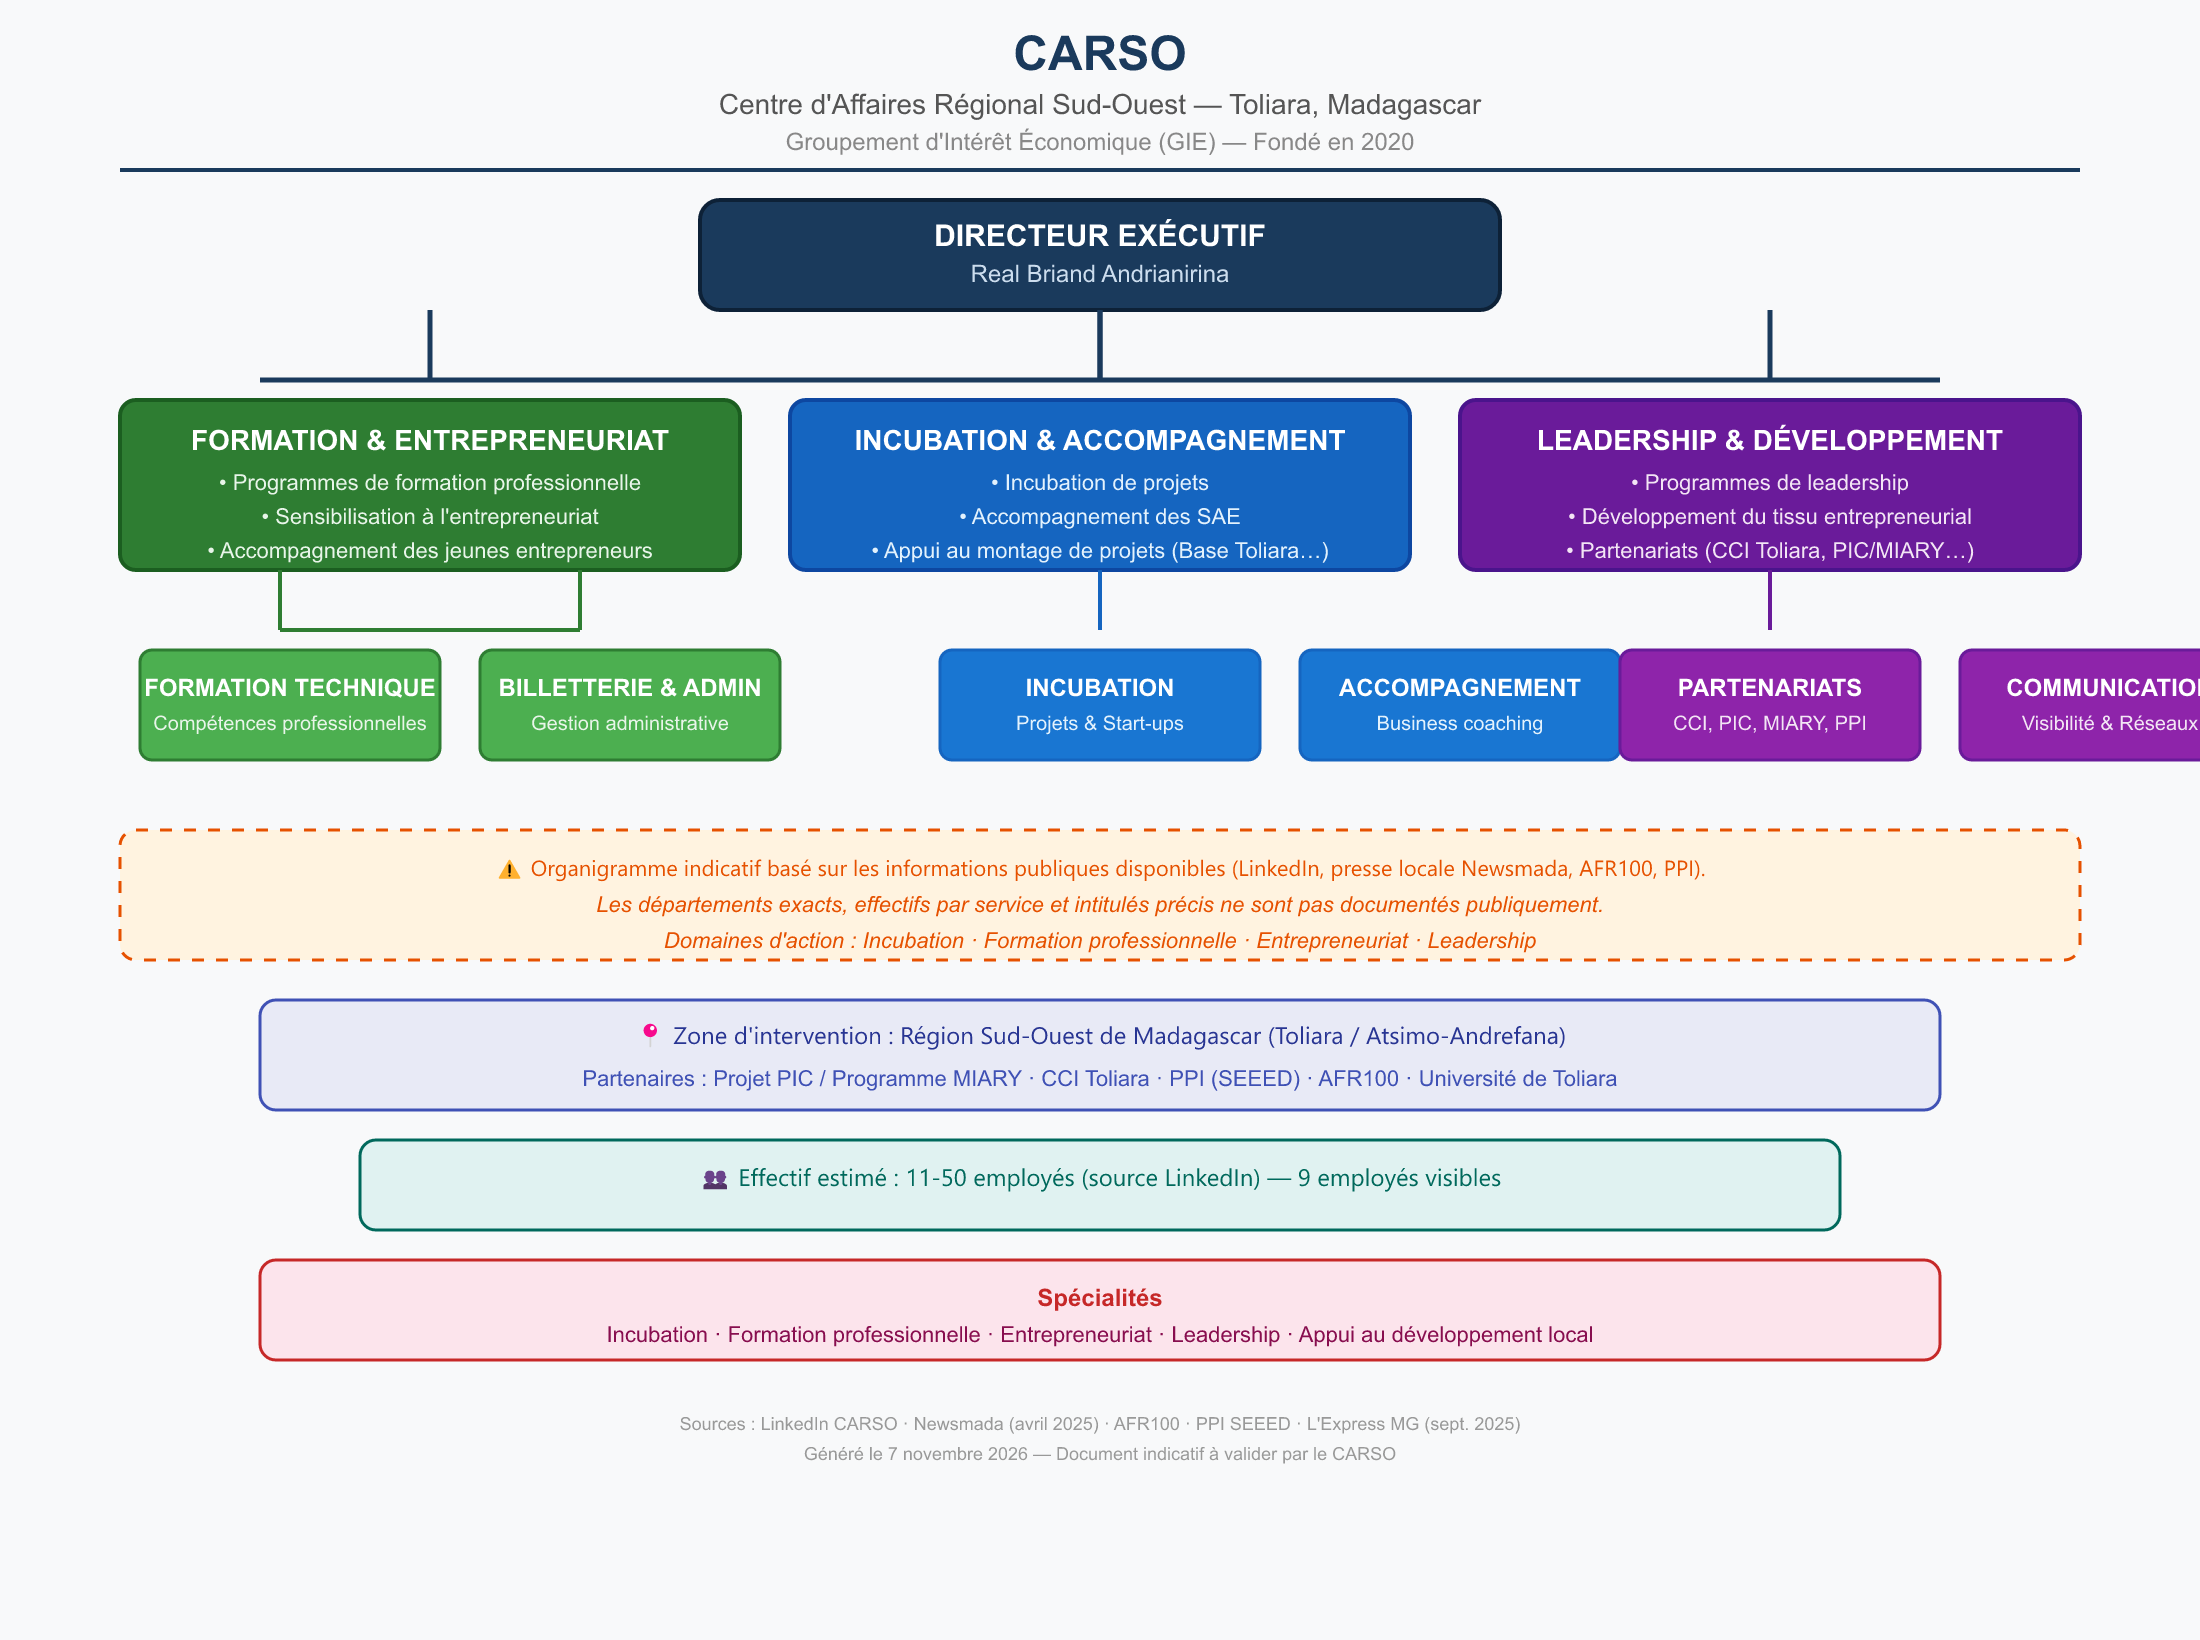 CARSO
Centre d'Affaires Régional Sud-Ouest — Toliara, Madagascar
Groupement d'Intérêt Économique (GIE) — Fondé en 2020
DIRECTEUR EXÉCUTIF
Real Briand Andrianirina
FORMATION & ENTREPRENEURIAT
• Programmes de formation professionnelle
• Sensibilisation à l'entrepreneuriat
• Accompagnement des jeunes entrepreneurs
INCUBATION & ACCOMPAGNEMENT
• Incubation de projets
• Accompagnement des SAE
• Appui au montage de projets (Base Toliara…)
LEADERSHIP & DÉVELOPPEMENT
• Programmes de leadership
• Développement du tissu entrepreneurial
• Partenariats (CCI Toliara, PIC/MIARY…)
FORMATION TECHNIQUE
Compétences professionnelles
BILLETTERIE & ADMIN
Gestion administrative
INCUBATION
Projets & Start-ups
ACCOMPAGNEMENT
Business coaching
PARTENARIATS
CCI, PIC, MIARY, PPI
COMMUNICATION
Visibilité & Réseaux
⚠️ Organigramme indicatif basé sur les informations publiques disponibles (LinkedIn, presse locale Newsmada, AFR100, PPI).
Les départements exacts, effectifs par service et intitulés précis ne sont pas documentés publiquement.
Domaines d'action : Incubation · Formation professionnelle · Entrepreneuriat · Leadership
📍 Zone d'intervention : Région Sud-Ouest de Madagascar (Toliara / Atsimo-Andrefana)
Partenaires : Projet PIC / Programme MIARY · CCI Toliara · PPI (SEEED) · AFR100 · Université de Toliara
👥 Effectif estimé : 11-50 employés (source LinkedIn) — 9 employés visibles
Spécialités
Incubation · Formation professionnelle · Entrepreneuriat · Leadership · Appui au développement local
Sources : LinkedIn CARSO · Newsmada (avril 2025) · AFR100 · PPI SEEED · L'Express MG (sept. 2025)
Généré le 7 novembre 2026 — Document indicatif à valider par le CARSO